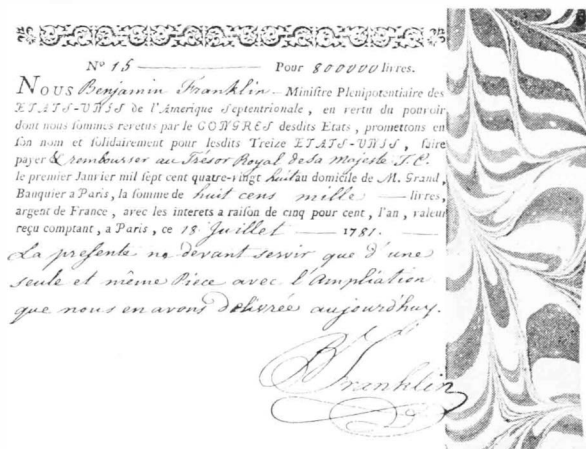 Nº 15 Pour 800000 livres.
NOUS Benjamin Franklin Miniſtre Plenipotentiaire des
ETATS-UNIS de l'Amerique Septentrionale, en vertu du pouvoir
dont nous ſommes revetus par le CONGRES desdits Etats, promettons en
ſon nom et ſolidairement pour leſdits Treize ETATS-UNIS, faire
payer & rembourser au Trésor Royal de sa Majeste T. C.
le premier Janvier mil ſept cent quatre-vingt huit au domicile de M. Grand,
Banquier a Paris, la ſomme de huit cens mille livres,
argent de France, avec les interets a raiſon de cinq pour cent, l'an, valeur
reçu comptant, a Paris, ce 18 Juillet 1781.
La presente ne devant servir que d'une
seule et même Piece avec l'Ampliation
que nous en avons délivrée aujourdhuy.
B Franklin